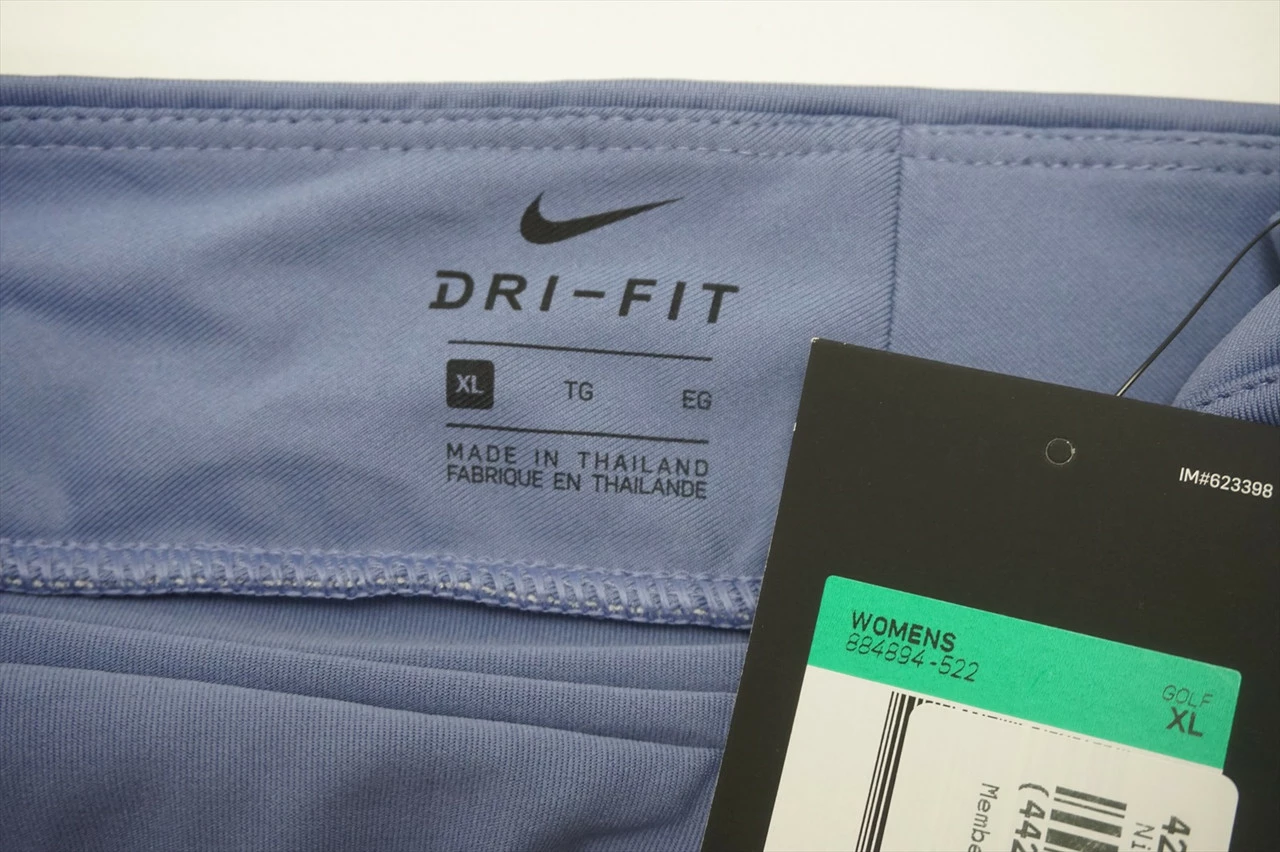 DRI-FIT
XL TG EG
MADE IN THAILAND
FABRIQUE EN THAILANDE
IM#623398
WOMENS
884894-522
GOLF
XL